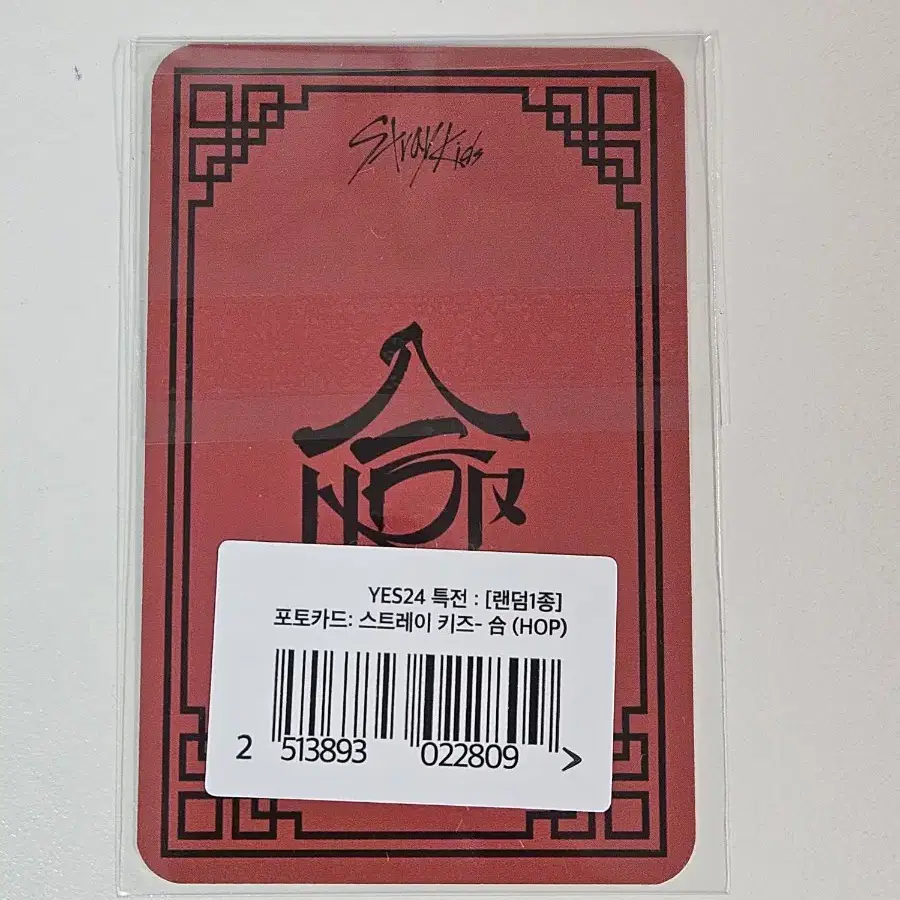 Stray Kids
合
HOP
YES24 특전 : [랜덤1종]
포토카드: 스트레이 키즈- 合 (HOP)
2 513893 022809 >